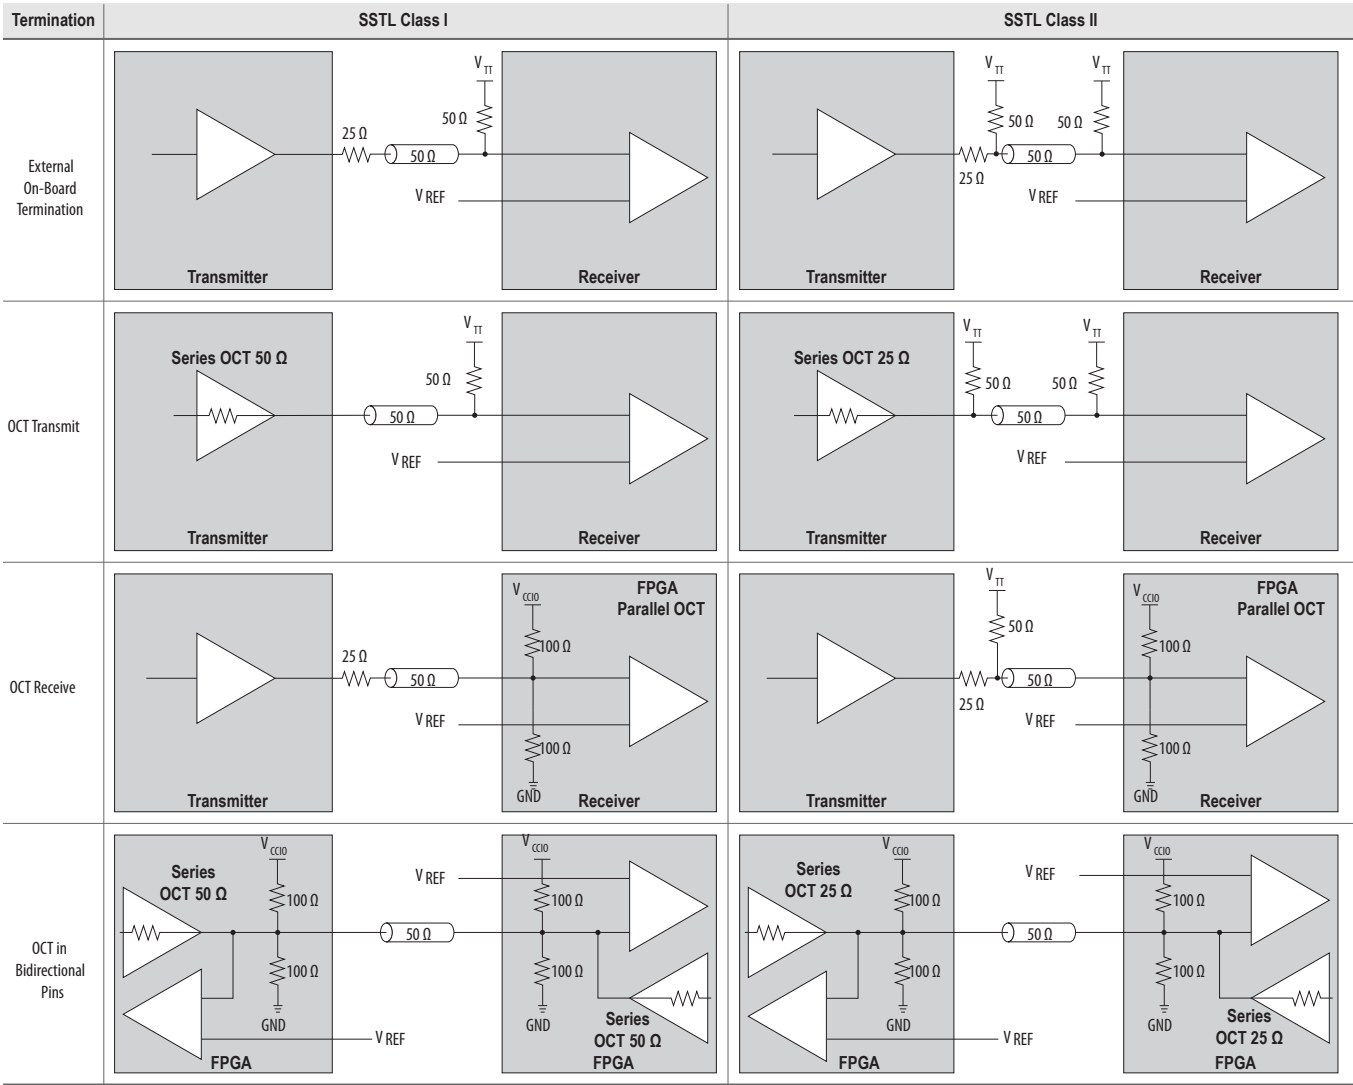 Termination
SSTL Class I
SSTL Class II
External
On-Board
Termination
V TT
50 Ω
25 Ω
50 Ω
V REF
Transmitter
Receiver
V TT
V TT
50 Ω
50 Ω
50 Ω
25 Ω
V REF
Transmitter
Receiver
OCT Transmit
Series OCT 50 Ω
V TT
50 Ω
50 Ω
V REF
Transmitter
Receiver
Series OCT 25 Ω
V TT
V TT
50 Ω
50 Ω
50 Ω
V REF
Transmitter
Receiver
OCT Receive
25 Ω
50 Ω
V CCIO
FPGA
Parallel OCT
100 Ω
V REF
100 Ω
GND
Transmitter
Receiver
V TT
50 Ω
50 Ω
25 Ω
V CCIO
FPGA
Parallel OCT
100 Ω
V REF
100 Ω
GND
Transmitter
Receiver
OCT in
Bidirectional
Pins
Series
OCT 50 Ω
V CCIO
100 Ω
100 Ω
GND
V REF
FPGA
50 Ω
V REF
V CCIO
100 Ω
100 Ω
GND
Series
OCT 50 Ω
FPGA
Series
OCT 25 Ω
V CCIO
100 Ω
100 Ω
GND
V REF
FPGA
50 Ω
V REF
V CCIO
100 Ω
100 Ω
GND
Series
OCT 25 Ω
FPGA